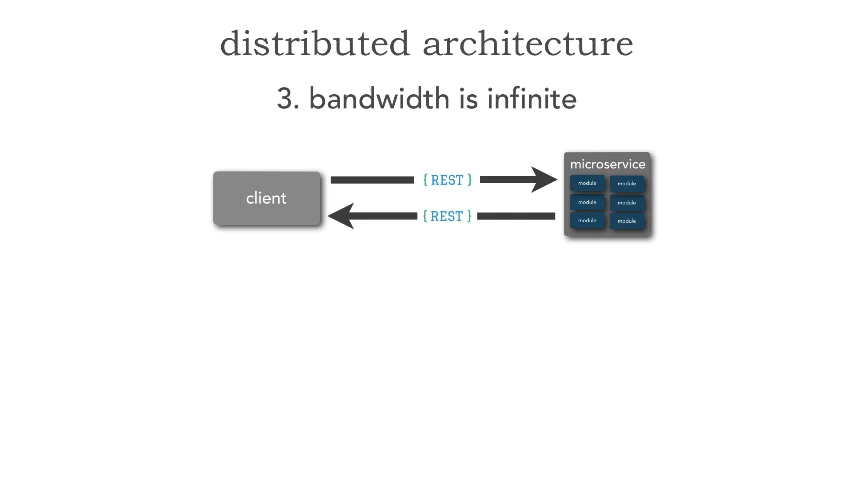 distributed architecture
3. bandwidth is infinite
client
{ REST }
{ REST }
microservice
module module
module module
module module